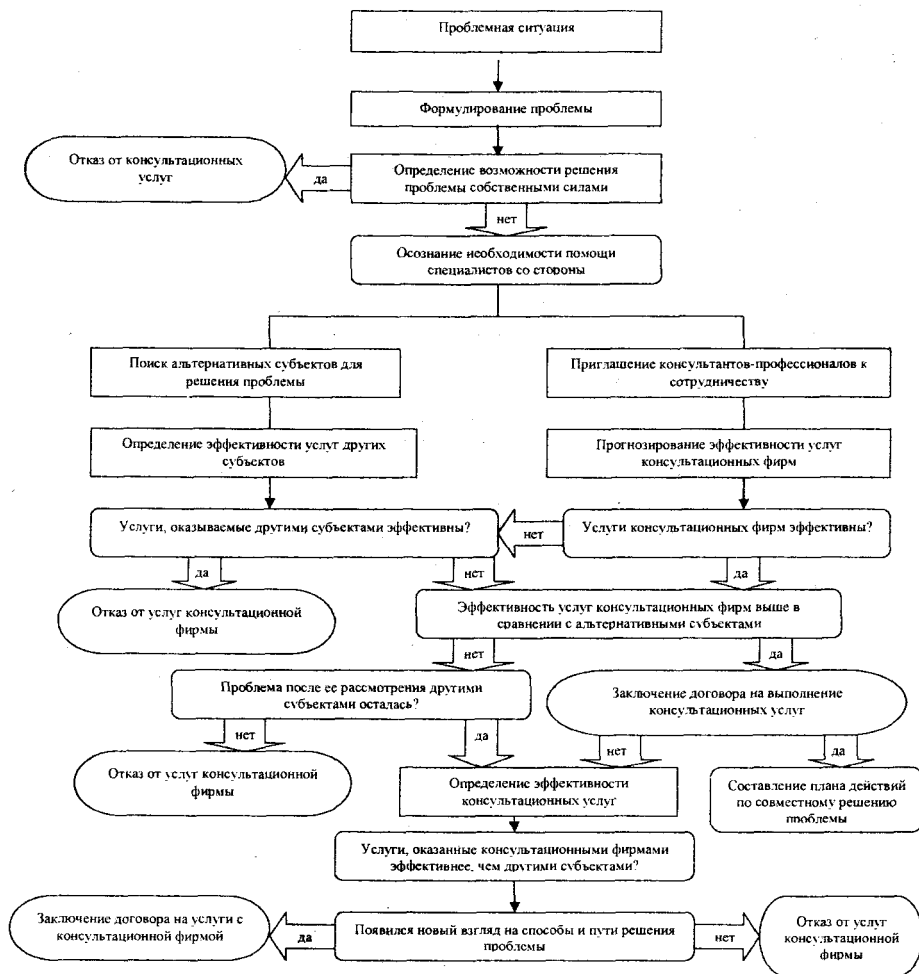 Проблемная ситуация
Формулирование проблемы
Отказ от консультационных
услуг
да
Определение возможности решения
проблемы собственными силами
нет
Осознание необходимости помощи
специалистов со стороны
Поиск альтернативных субъектов для
решения проблемы
Приглашение консультантов-профессионалов к
сотрудничеству
Определение эффективности услуг других
субъектов
Прогнозирование эффективности услуг
консультационных фирм
Услуги, оказываемые другими субъектами эффективны?
нет
Услуги консультационных фирм эффективны?
да
нет
да
Отказ от услуг консультационной
фирмы
Эффективность услуг консультационных фирм выше в
сравнении с альтернативными субъектами
нет
да
Проблема после ее рассмотрения другими
субъектами осталась?
Заключение договора на выполнение
консультационных услуг
нет
да
нет
да
Отказ от услуг консультационной
фирмы
Определение эффективности
консультационных услуг
Составление плана действий
по совместному решению
проблемы
Услуги, оказанные консультационными фирмами
эффективнее, чем другими субъектами?
Заключение договора на услуги с
консультационной фирмой
да
Появился новый взгляд на способы и пути решения
проблемы
нет
Отказ от услуг
консультационной
фирмы